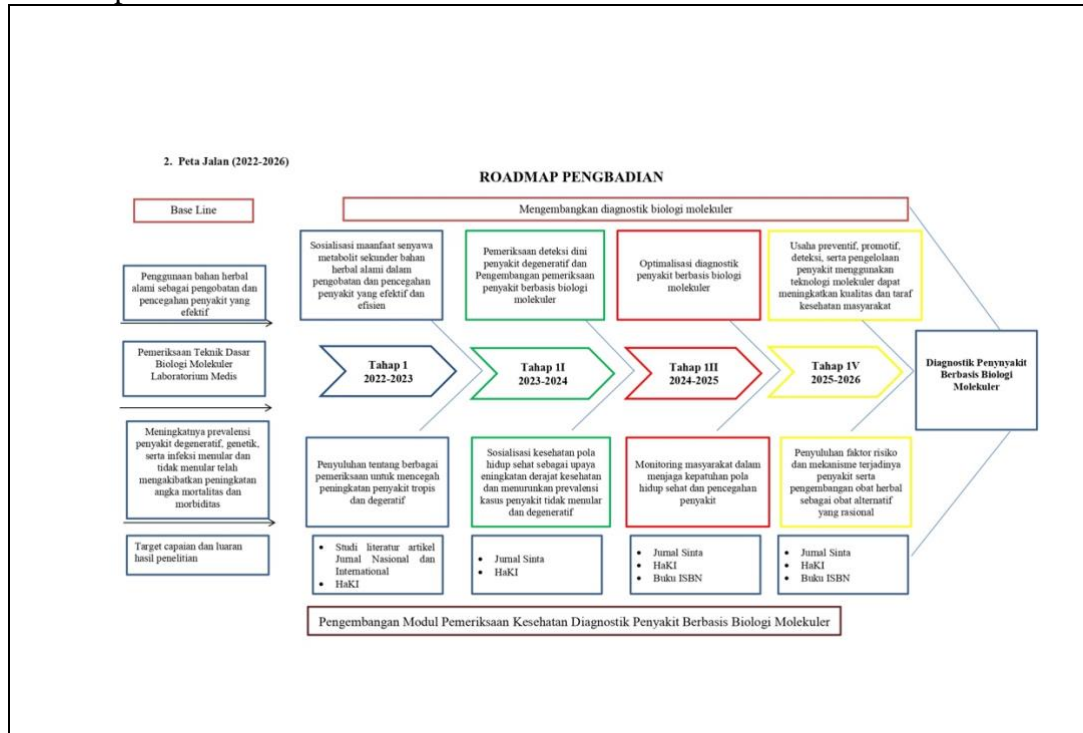 2. Peta Jalan (2022-2026)
ROADMAP PENGBADIAN
Base Line
Mengembangkan diagnostik biologi molekuler
Penggunaan bahan herbal
alami sebagai pengobatan dan
pencegahan penyakit yang
efektif
Sosialisasi maanfaat senyawa
metabolit sekunder bahan
herbal alami dalam
pengobatan dan pencegahan
penyakit yang efektif dan
efisien
Pemeriksaan deteksi dini
penyakit degeneratif dan
Pengembangan pemeriksaan
penyakit berbasis biologi
molekuler
Optimalisasi diagnostik
penyakit berbasis biologi
molekuler
Usaha preventif, promotif,
deteksi, serta pengelolaan
penyakit menggunakan
teknologi molekuler dapat
meningkatkan kualitas dan taraf
kesehatan masyarakat
Pemeriksaan Teknik Dasar
Biologi Molekuler
Laboratorium Medis
Tahap 1
2022-2023
Tahap 1I
2023-2024
Tahap 1II
2024-2025
Tahap 1V
2025-2026
Diagnostik Penynyakit
Berbasis Biologi
Molekuler
Meningkatnya prevalensi
penyakit degeneratif, genetik,
serta infeksi menular dan
tidak menular telah
mengakibatkan peningkatan
angka mortalitas dan
morbiditas
Penyuluhan tentang berbagai
pemeriksaan untuk mencegah
peningkatan penyakit tropis
dan degeratif
Sosialisasi kesehatan pola
hidup sehat sebagai upaya
eningkatan derajat kesehatan
dan menurunkan prevalensi
kasus penyakit tidak menular
dan degeneratif
Monitoring masyarakat dalam
menjaga kepatuhan pola
hidup sehat dan pencegahan
penyakit
Penyuluhan faktor risiko
dan mekanisme terjadinya
penyakit serta
pengembangan obat herbal
sebagai obat alternatif
yang rasional
Target capaian dan luaran
hasil penelitian
• Studi literatur artikel
Jurnal Nasional dan
International
• HaKI
• Jurnal Sinta
• HaKI
• Jurnal Sinta
• HaKI
• Buku ISBN
• Jurnal Sinta
• HaKI
• Buku ISBN
Pengembangan Modul Pemeriksaan Kesehatan Diagnostik Penyakit Berbasis Biologi Molekuler